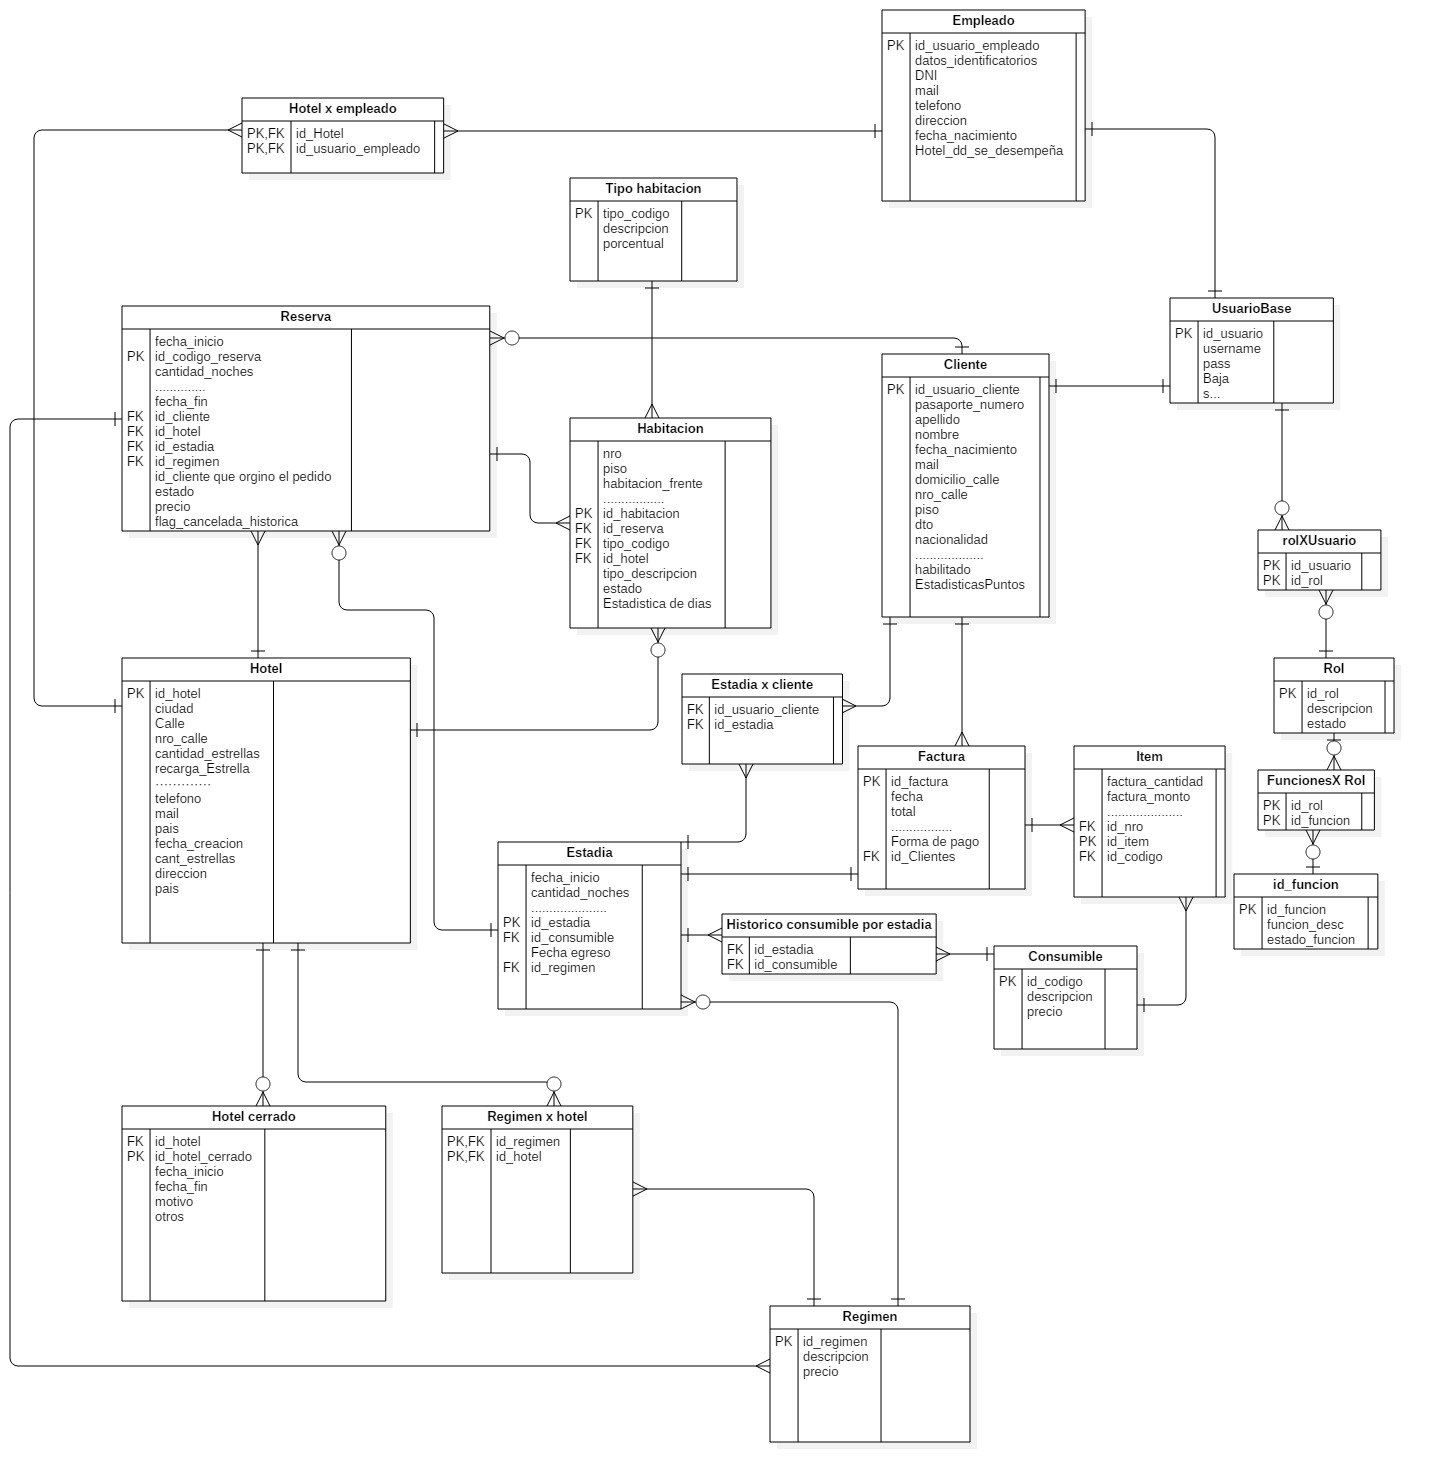 Empleado
PK id_usuario_empleado
datos_identificatorios
DNI
mail
telefono
direccion
fecha_nacimiento
Hotel_dd_se_desempeña
Hotel x empleado
PK,FK id_Hotel
PK,FK id_usuario_empleado
Tipo habitacion
PK tipo_codigo
descripcion
porcentual
Reserva
fecha_inicio
PK id_codigo_reserva
cantidad_noches
..............
fecha_fin
FK id_cliente
FK id_hotel
FK id_estadia
FK id_regimen
id_cliente que orgino el pedido
estado
precio
flag_cancelada_historica
UsuarioBase
PK id_usuario
username
pass
Baja
s...
Cliente
PK id_usuario_cliente
pasaporte_numero
apellido
nombre
fecha_nacimiento
mail
domicilio_calle
nro_calle
piso
dto
nacionalidad
...................
habilitado
EstadisticasPuntos
Habitacion
nro
piso
habitacion_frente
.................
PK id_habitacion
FK id_reserva
FK tipo_codigo
FK id_hotel
tipo_descripcion
estado
Estadistica de dias
rolXUsuario
PK id_usuario
PK id_rol
Hotel
PK id_hotel
ciudad
Calle
nro_calle
cantidad_estrellas
recarga_Estrella
.............
telefono
mail
pais
fecha_creacion
cant_estrellas
direccion
pais
Estadia x cliente
FK id_usuario_cliente
FK id_estadia
Rol
PK id_rol
descripcion
estado
Factura
PK id_factura
fecha
total
.................
Forma de pago
FK id_Clientes
Item
factura_cantidad
factura_monto
.....................
FK id_nro
PK id_item
FK id_codigo
FuncionesX Rol
PK id_rol
PK id_funcion
Estadia
fecha_inicio
cantidad_noches
.....................
PK id_estadia
FK id_consumible
Fecha egreso
FK id_regimen
id_funcion
PK id_funcion
funcion_desc
estado_funcion
Historico consumible por estadia
FK id_estadia
FK id_consumible
Consumible
PK id_codigo
descripcion
precio
Hotel cerrado
FK id_hotel
PK id_hotel_cerrado
fecha_inicio
fecha_fin
motivo
otros
Regimen x hotel
PK,FK id_regimen
PK,FK id_hotel
Regimen
PK id_regimen
descripcion
precio